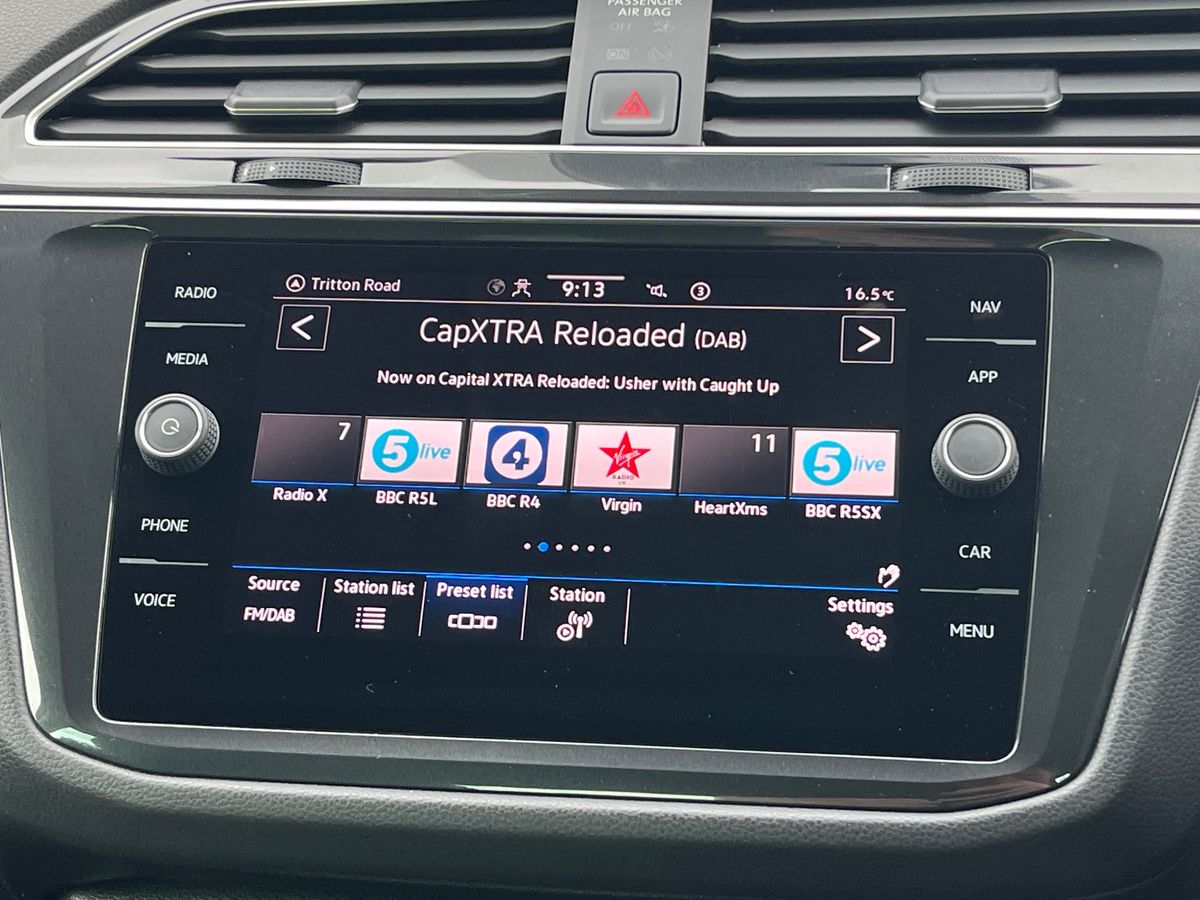 PASSENGER
AIR BAG
OFF
ON
RADIO
MEDIA
PHONE
VOICE
Tritton Road
9:13
3
16.5°C
< CapXTRA Reloaded (DAB) >
Now on Capital XTRA Reloaded: Usher with Caught Up
7
5 live
4
Virgin
RADIO
UK
11
5 live
Radio X
BBC R5L
BBC R4
Virgin
HeartXms
BBC R5SX
Source
FM/DAB
Station list
Preset list
Station
Settings
NAV
APP
CAR
MENU